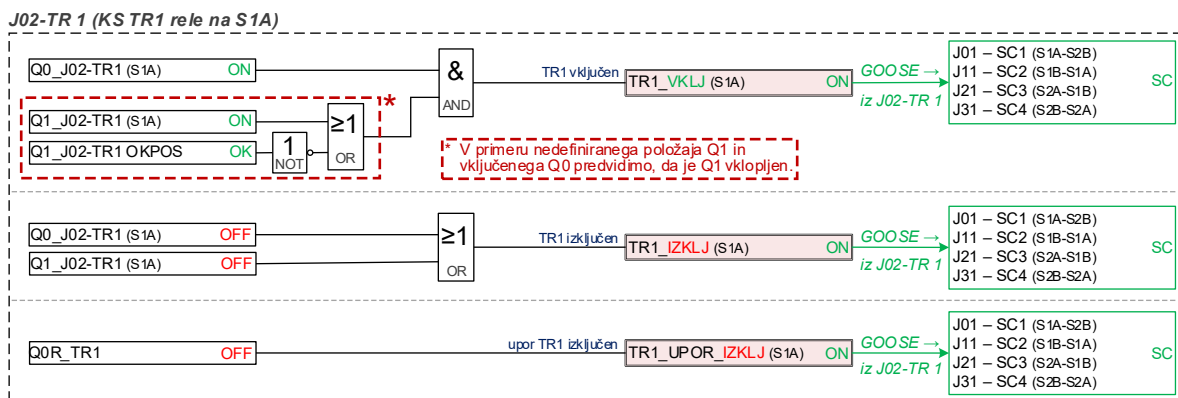 J02-TR 1 (KS TR1 rele na S1A)
Q0_J02-TR1 (S1A) ON
Q1_J02-TR1 (S1A) ON
Q1_J02-TR1 OKPOS OK
1
NOT
≥1
OR
*
&
AND
TR1 vključen
TR1_VKLJ (S1A) ON
GOOSE →
iz J02-TR 1
J01 – SC1 (S1A-S2B)
J11 – SC2 (S1B-S1A)
J21 – SC3 (S2A-S1B)
J31 – SC4 (S2B-S2A)
SC
* V primeru nedefiniranega položaja Q1 in
vključenega Q0 predvidimo, da je Q1 vklopljen.
Q0_J02-TR1 (S1A) OFF
Q1_J02-TR1 (S1A) OFF
≥1
OR
TR1 izključen
TR1_IZKLJ (S1A) ON
GOOSE →
iz J02-TR 1
J01 – SC1 (S1A-S2B)
J11 – SC2 (S1B-S1A)
J21 – SC3 (S2A-S1B)
J31 – SC4 (S2B-S2A)
SC
Q0R_TR1 OFF
upor TR1 izključen
TR1_UPOR_IZKLJ (S1A) ON
GOOSE →
iz J02-TR 1
J01 – SC1 (S1A-S2B)
J11 – SC2 (S1B-S1A)
J21 – SC3 (S2A-S1B)
J31 – SC4 (S2B-S2A)
SC